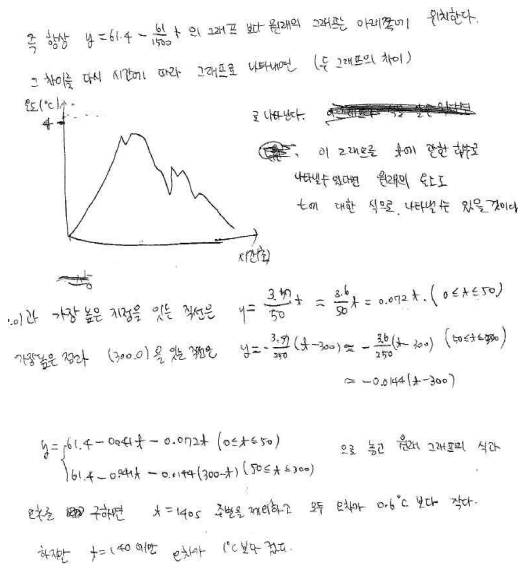 즉 항상 y=61.4-\frac{61}{1500}t 의 그래프 보다 원래의 그래프는 아래쪽에 위치한다.
그 차이를 다시 시간에 따라 그래프로 나타내면 (두 그래프의 차이)
온도(°C)
4
시간(초)
로 나타난다.
이 그래프를 t에 관한 함수로
나타낼 수 있다면 원래의 온도도
t에 대한 식으로 나타낼 수 있을 것이다
.0)과 가장 높은 지점을 잇는 직선은 y=\frac{3.59}{50}t ≈ \frac{3.6}{50}t = 0.072t. (0≤t≤50)
가장높은 점과 (300.0)을 잇는 직선은 y=-\frac{3.59}{250}(t-300) ≈ -\frac{3.6}{250}(t-300) (50≤t≤300)
≈ -0.0144(t-300)
y= 61.4-0.041t-0.072t (0≤t≤50)
61.4-0.041t-0.0144(300-t) (50≤t≤300) 으로 놓고 원래 그래프의 식과
오차를 구하면 t=140s 주변을 제외하고 모두 오차가 0.6°C 보다 작다.
하지만 t=140 에만 오차가 1°C보다 컸다.